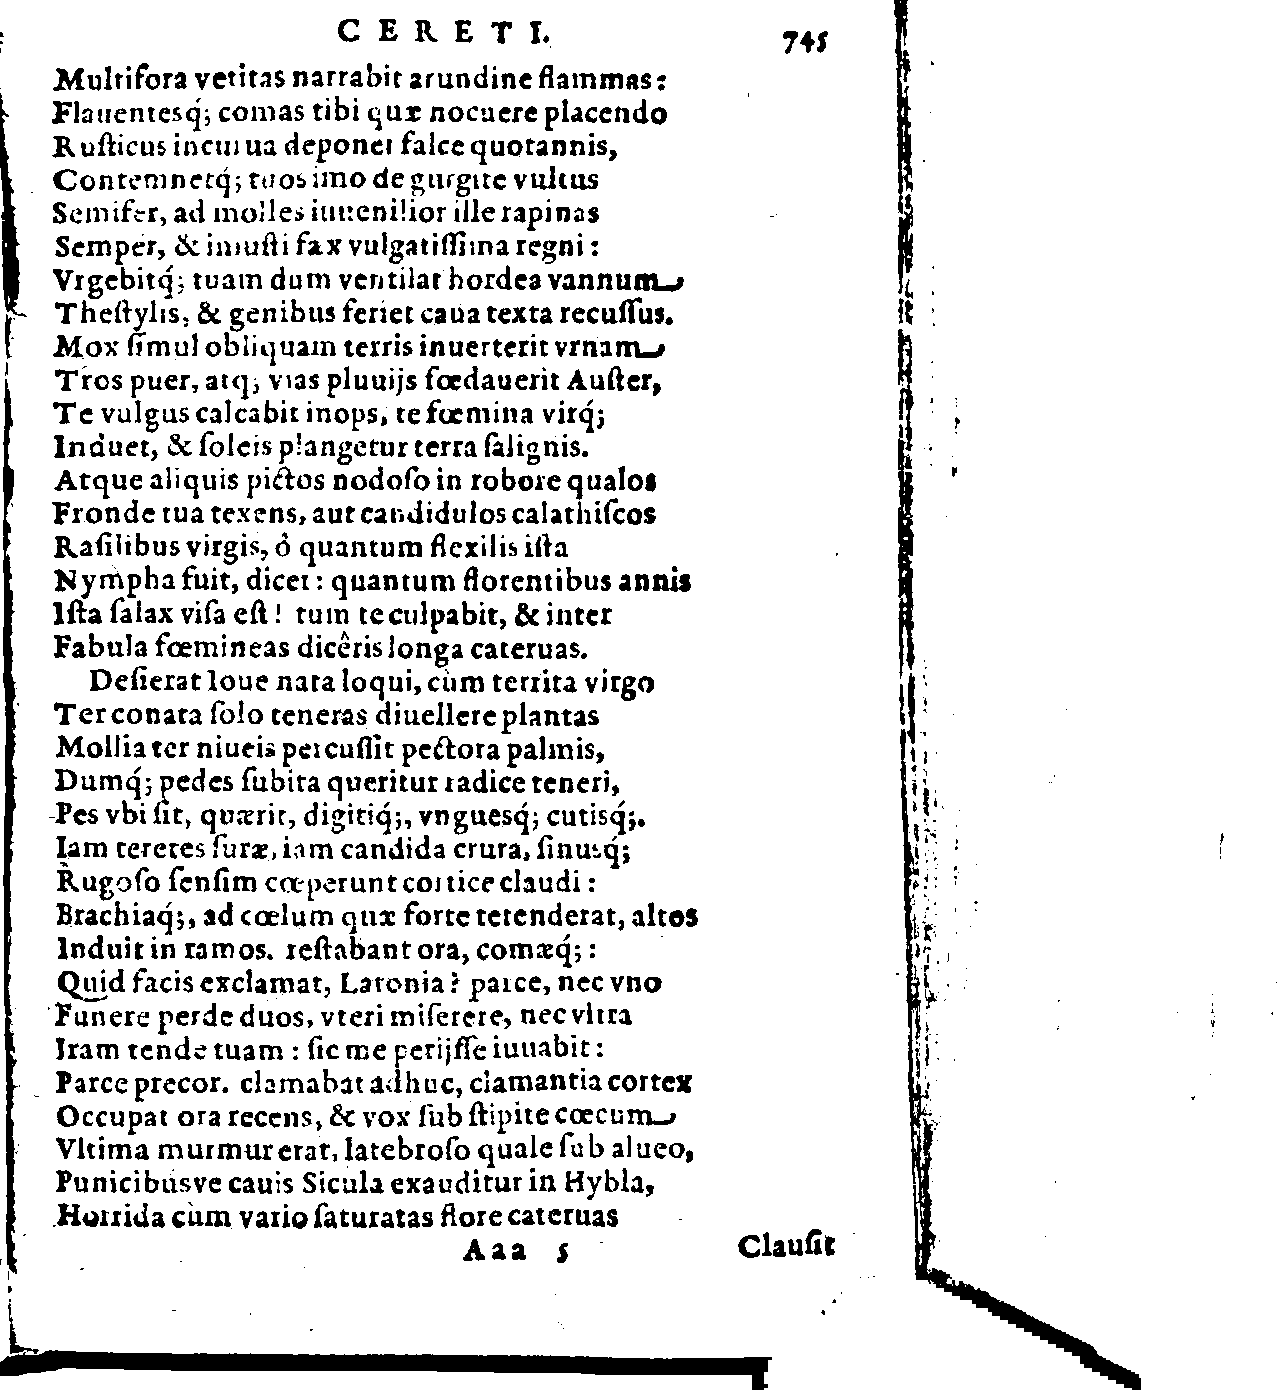 CERETI. 745
Multifora vetitas narrabit arundine flammas:
Flauentesq́; comas tibi quæ nocuere placendo
Rusticus incurua deponet falce quotannis,
Contemnetq́; tuos imo de gurgite vultus
Semifer, ad molles iuuenilior ille rapinas
Semper, & iniusti fax vulgatissima regni:
Vrgebitq́; tuam dum ventilat hordea vannum
Thestylis, & genibus feriet caua texta recussus.
Mox simul obliquam terris inuerterit vrnam
Tros puer, atq; vias pluuijs fœdauerit Auster,
Te vulgus calcabit inops, te fœmina virq́;
Induet, & soleis plangetur terra salignis.
Atque aliquis pictos nodoso in robore qualos
Fronde tua texens, aut candidulos calathiscos
Rasilibus virgis, ô quantum flexilis ista
Nympha fuit, dicet: quantum florentibus annis
Ista salax visa est! tum te culpabit, & inter
Fabula fœmineas dicêris longa cateruas.
Desierat Ioue nata loqui, cùm territa virgo
Ter conata solo teneras diuellere plantas
Mollia ter niueis percussit pectora palmis,
Dumq́; pedes subita queritur radice teneri,
Pes vbi sit, quærit, digitiq́;, vnguesq́; cutisq́;.
Iam teretes suræ, iam candida crura, sinusq́;
Rugoso sensim cœperunt cortice claudi:
Brachiaq́;, ad cœlum quæ forte tetenderat, altos
Induit in ramos. restabant ora, comæq́;:
Quid facis exclamat, Latonia? parce, nec vno
Funere perde duos, vteri miserere, nec vltra
Iram tende tuam: sic me perijsse iuuabit:
Parce precor. clamabat adhuc, clamantia cortex
Occupat ora recens, & vox sub stipite cœcum
Vltima murmur erat, latebroso quale sub alueo,
Punicibusve cauis Sicula exauditur in Hybla,
Horrida cùm vario saturatas flore cateruas
Aaa 5 Clausit